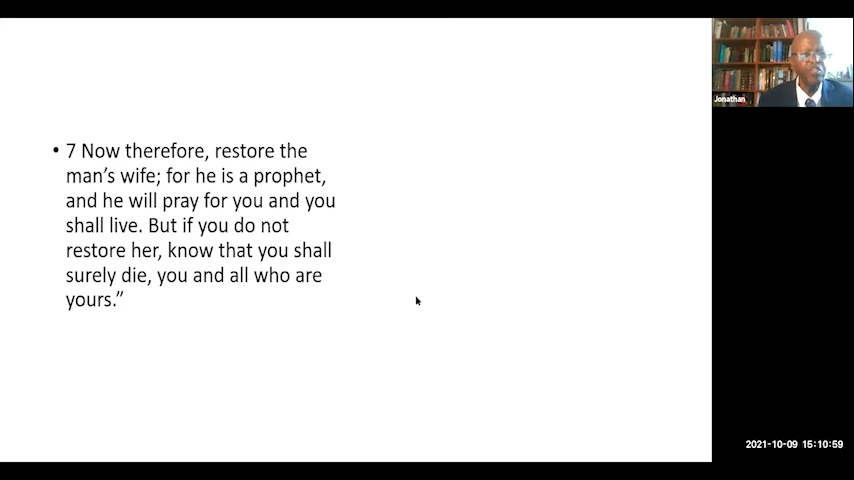 • 7 Now therefore, restore the
man’s wife; for he is a prophet,
and he will pray for you and you
shall live. But if you do not
restore her, know that you shall
surely die, you and all who are
yours.”
Jonathan
2021-10-09 15:10:59